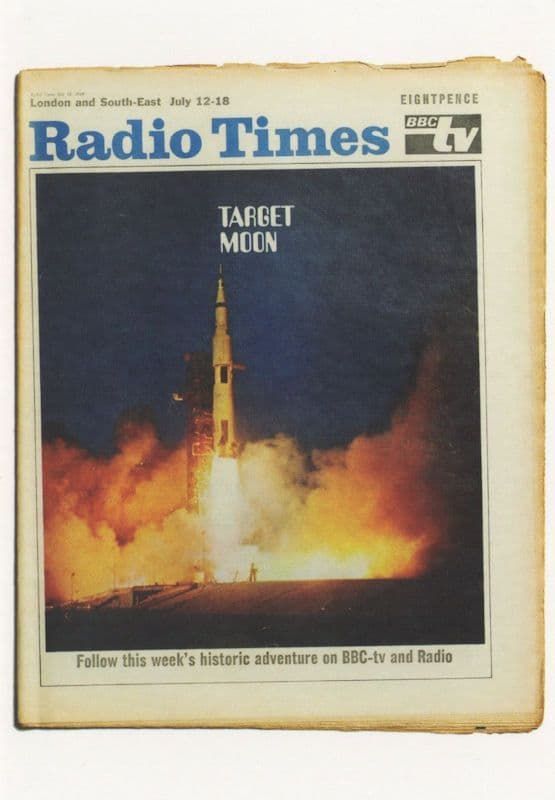 London and South-East July 12-18
EIGHTPENCE
Radio Times
BBC
tv
TARGET
MOON
Follow this week's historic adventure on BBC-tv and Radio